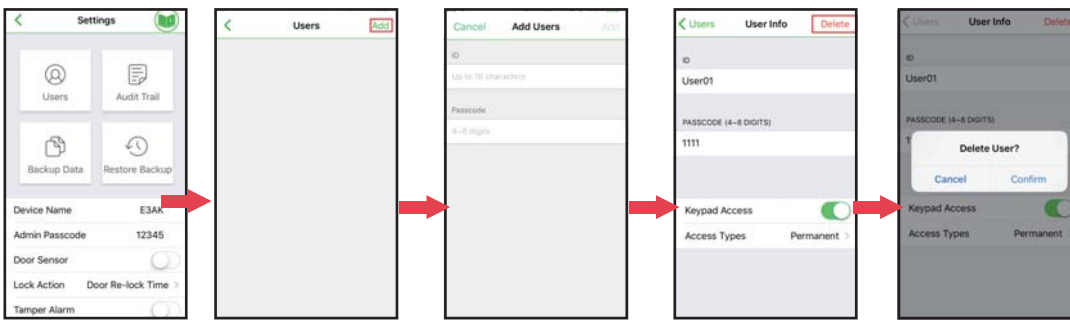 Settings
Users
Audit Trail
Backup Data
Restore Backup
Device Name E3AK
Admin Passcode 12345
Door Sensor
Lock Action Door Re-lock Time
Tamper Alarm
Users Add
Cancel Add Users Add
ID
Up to 16 characters
Passcode
4~8 digits
Users User Info Delete
ID
User01
PASSCODE (4~8 DIGITS)
1111
Keypad Access
Access Types Permanent
Users User Info Delete
ID
User01
PASSCODE (4~8 DIGITS)
Delete User?
Cancel Confirm
Keypad Access
Access Types Permanent